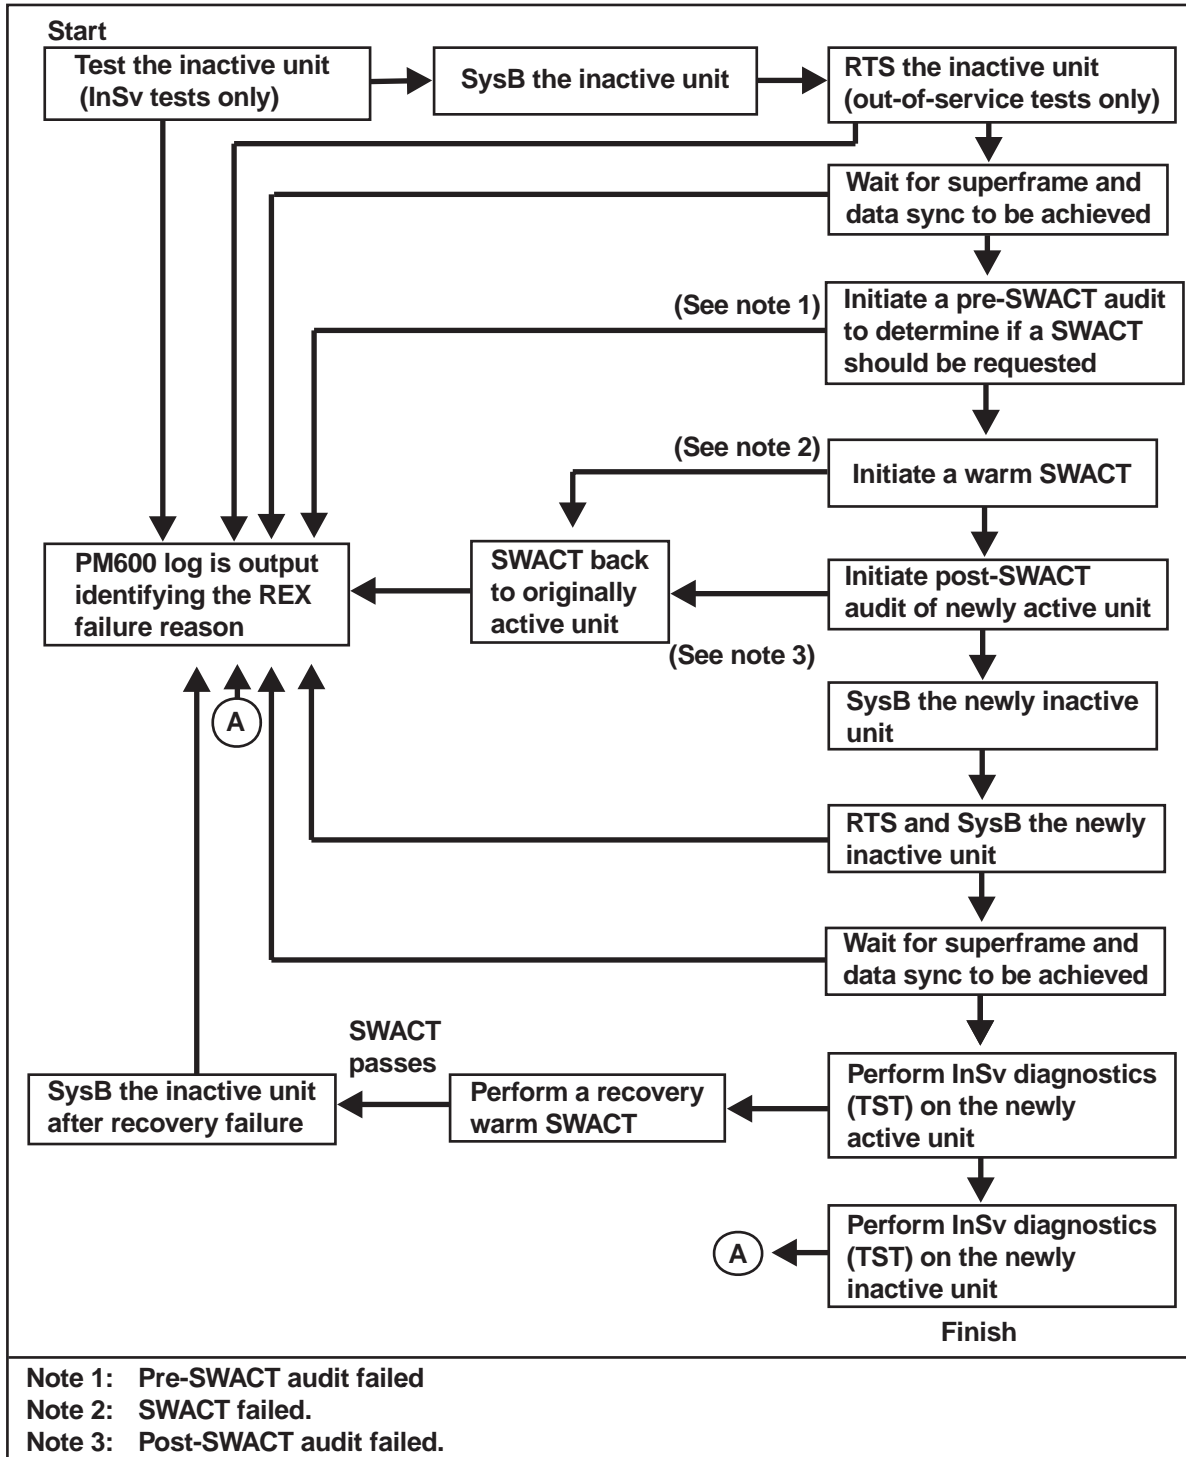 Start
Test the inactive unit
(InSv tests only)
SysB the inactive unit
RTS the inactive unit
(out-of-service tests only)
Wait for superframe and
data sync to be achieved
(See note 1)
Initiate a pre-SWACT audit
to determine if a SWACT
should be requested
(See note 2)
Initiate a warm SWACT
PM600 log is output
identifying the REX
failure reason
SWACT back
to originally
active unit
Initiate post-SWACT
audit of newly active unit
(See note 3)
A
SysB the newly inactive
unit
RTS and SysB the newly
inactive unit
Wait for superframe and
data sync to be achieved
SWACT
passes
SysB the inactive unit
after recovery failure
Perform a recovery
warm SWACT
Perform InSv diagnostics
(TST) on the newly
active unit
A
Perform InSv diagnostics
(TST) on the newly
inactive unit
Finish
Note 1: Pre-SWACT audit failed
Note 2: SWACT failed.
Note 3: Post-SWACT audit failed.